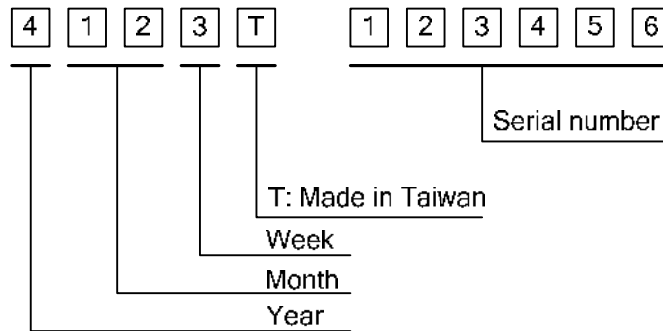 4 1 2 3 T 1 2 3 4 5 6
Serial number
T: Made in Taiwan
Week
Month
Year